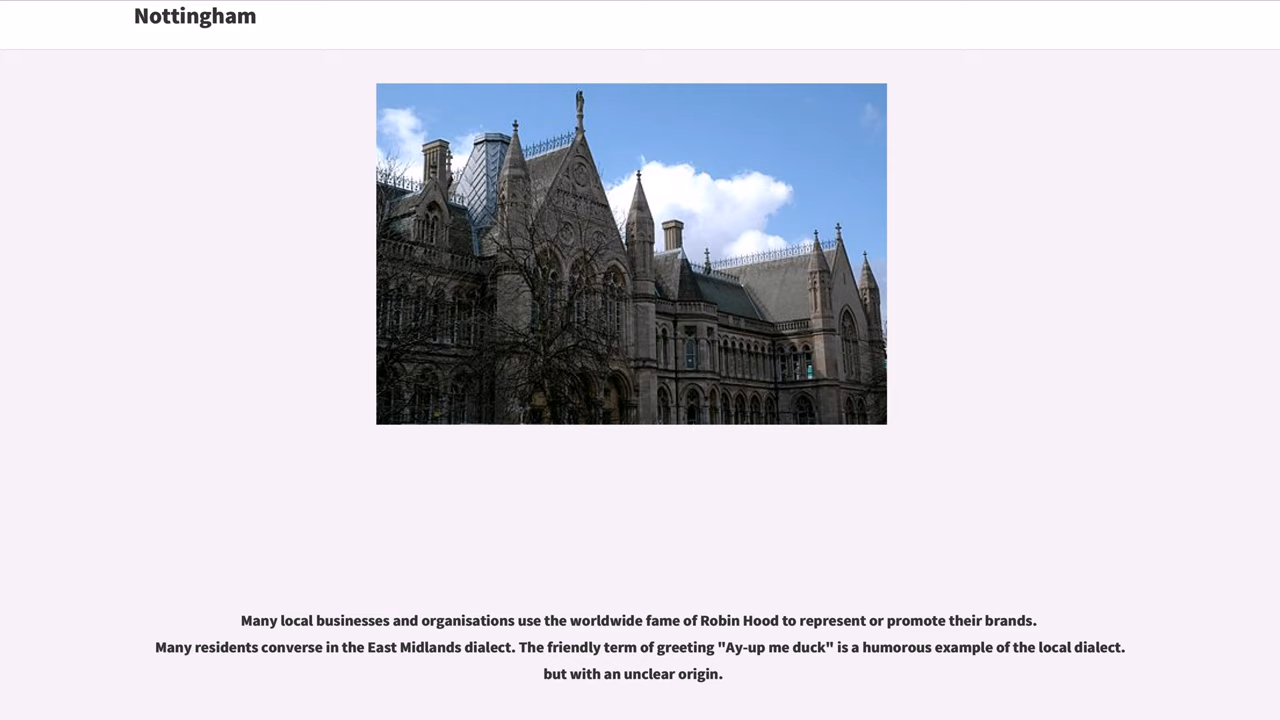 Nottingham
Many local businesses and organisations use the worldwide fame of Robin Hood to represent or promote their brands.
Many residents converse in the East Midlands dialect. The friendly term of greeting "Ay-up me duck" is a humorous example of the local dialect.
but with an unclear origin.